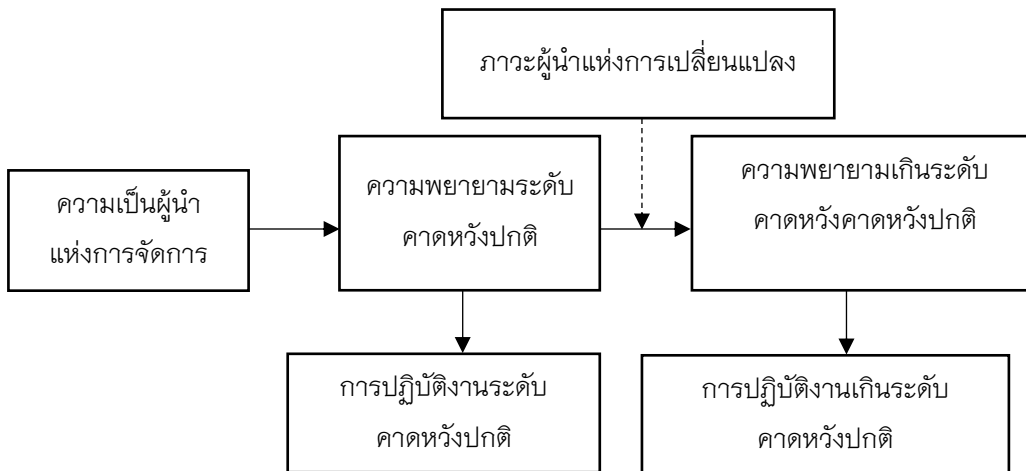 ภาวะผู้นำแห่งการเปลี่ยนแปลง
ความเป็นผู้นำ
แห่งการจัดการ
ความพยายามระดับ
คาดหวังปกติ
ความพยายามเกินระดับ
คาดหวังคาดหวังปกติ
การปฏิบัติงานระดับ
คาดหวังปกติ
การปฏิบัติงานเกินระดับ
คาดหวังปกติ